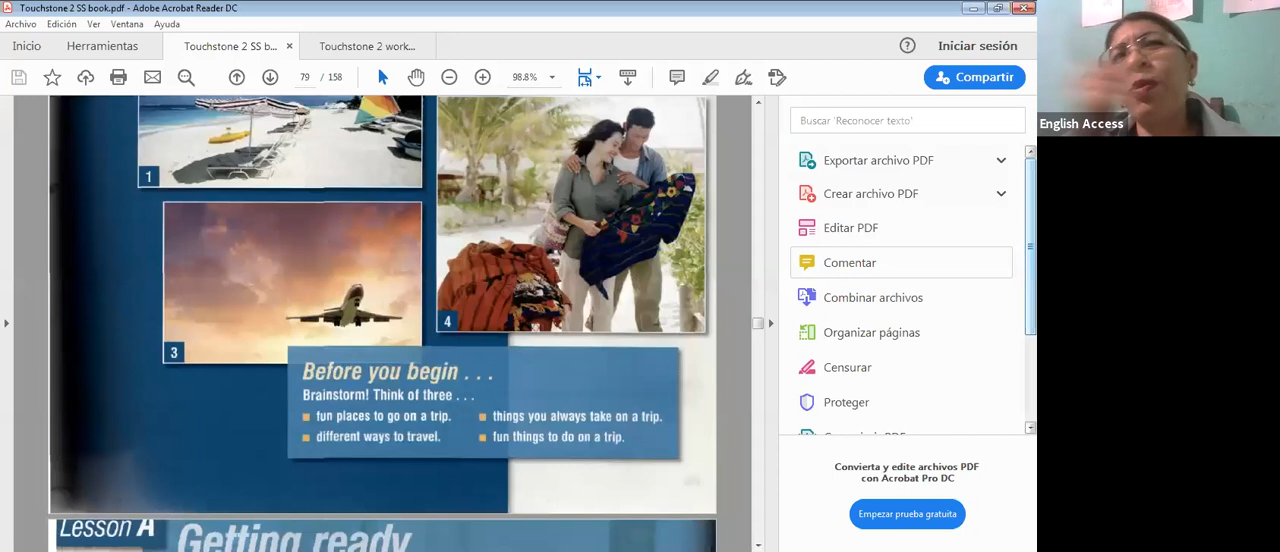 Touchstone 2 SS book.pdf - Adobe Acrobat Reader DC
Archivo Edición Ver Ventana Ayuda
Inicio Herramientas Touchstone 2 SS b... × Touchstone 2 work... Iniciar sesión
79 / 158 98.8% Compartir
1
3
4
Before you begin . . .
Brainstorm! Think of three . . .
fun places to go on a trip.
different ways to travel.
things you always take on a trip.
fun things to do on a trip.
Lesson A Getting ready
Buscar 'Reconocer texto'
Exportar archivo PDF
Crear archivo PDF
Editar PDF
Comentar
Combinar archivos
Organizar páginas
Censurar
Proteger
Convierta y edite archivos PDF
con Acrobat Pro DC
Empezar prueba gratuita
English Access